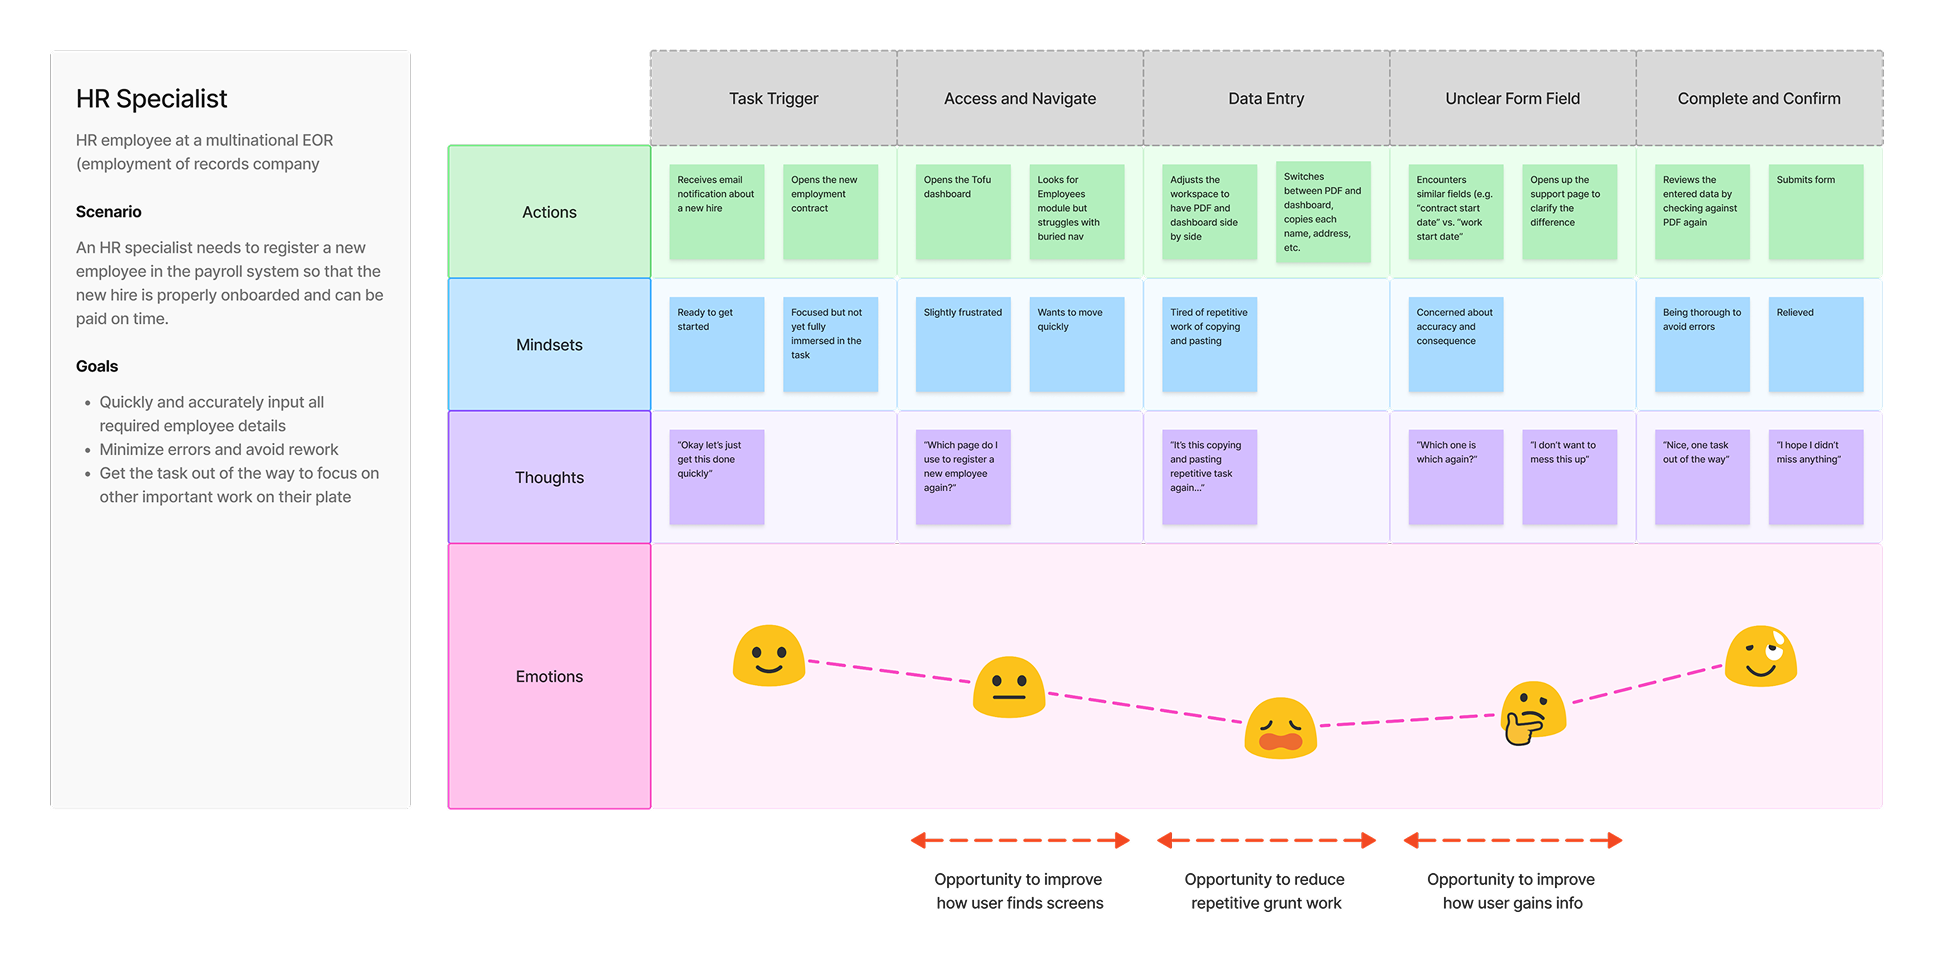 HR Specialist
HR employee at a multinational EOR
(employment of records company
Scenario
An HR specialist needs to register a new
employee in the payroll system so that the
new hire is properly onboarded and can be
paid on time.
Goals
• Quickly and accurately input all
required employee details
• Minimize errors and avoid rework
• Get the task out of the way to focus on
other important work on their plate
Task Trigger
Access and Navigate
Data Entry
Unclear Form Field
Complete and Confirm
Actions
Receives email
notification about
a new hire
Opens the new
employment
contract
Opens the Tofu
dashboard
Looks for
Employees
module but
struggles with
buried nav
Adjusts the
workspace to
have PDF and
dashboard side
by side
Switches
between PDF and
dashboard,
copies each
name, address,
etc.
Encounters
similar fields (e.g.
“contract start
date” vs. “work
start date”
Opens up the
support page to
clarify the
difference
Reviews the
entered data by
checking against
PDF again
Submits form
Mindsets
Ready to get
started
Focused but not
yet fully
immersed in the
task
Slightly frustrated
Wants to move
quickly
Tired of repetitive
work of copying
and pasting
Concerned about
accuracy and
consequence
Being thorough to
avoid errors
Relieved
Thoughts
“Okay let’s just
get this done
quickly”
“Which page do I
use to register a
new employee
again?”
“It’s this copying
and pasting
repetitive task
again...”
“Which one is
which again?”
“I don’t want to
mess this up”
“Nice, one task
out of the way”
“I hope I didn’t
miss anything”
Emotions
Opportunity to improve
how user finds screens
Opportunity to reduce
repetitive grunt work
Opportunity to improve
how user gains info